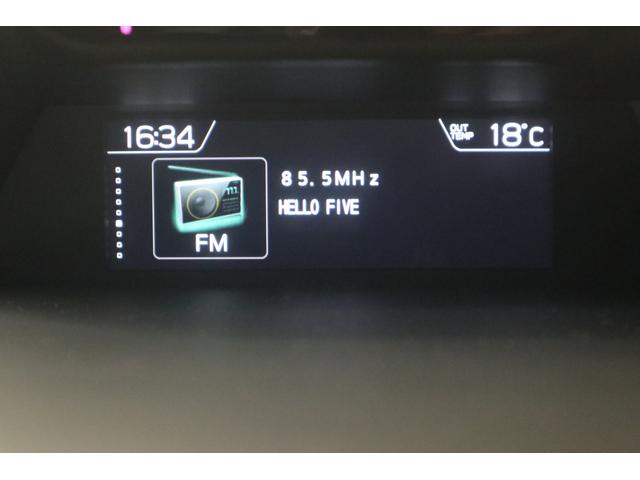 16:34
OUT TEMP 18°C
85.5MHz
HELLO FIVE
FM